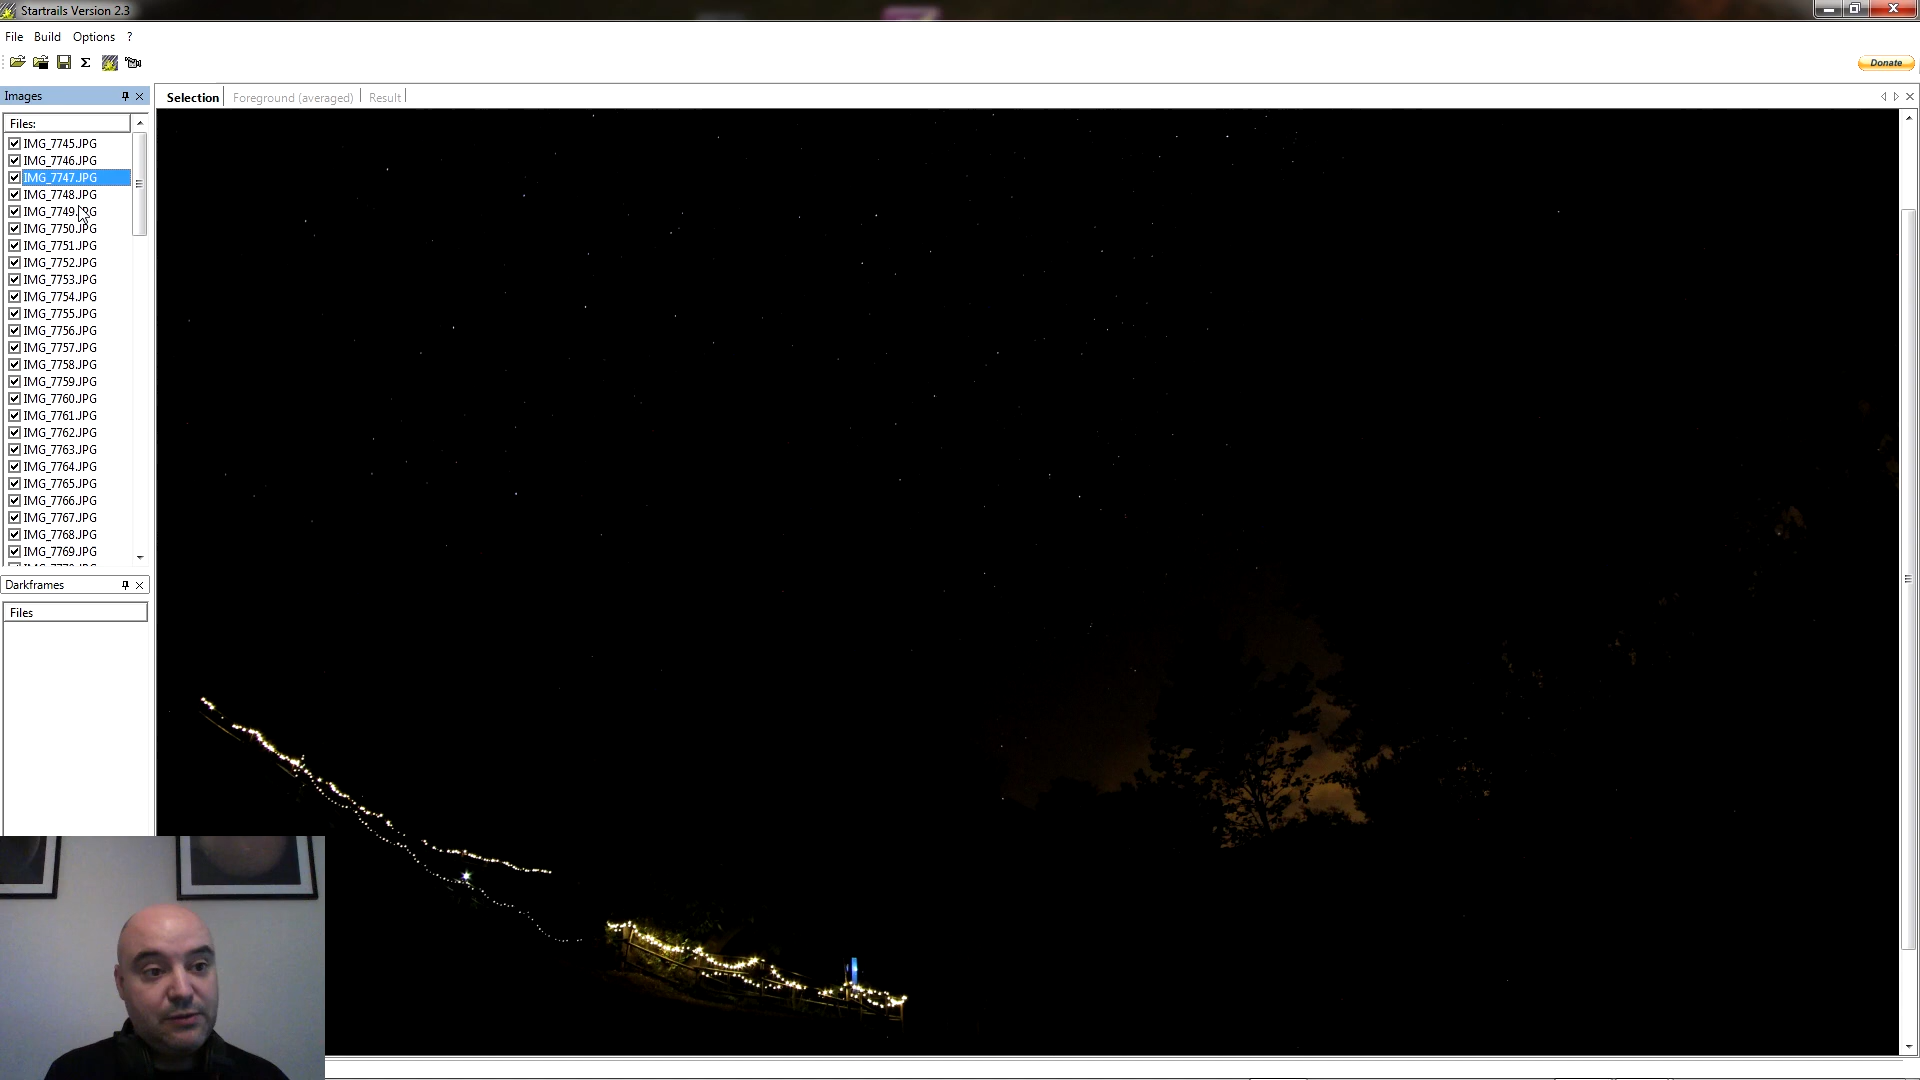 Startrails Version 2.3
File Build Options ?
Donate
Images
Selection Foreground (averaged) Result
Files:
IMG_7745.JPG
IMG_7746.JPG
IMG_7747.JPG
IMG_7748.JPG
IMG_7749.JPG
IMG_7750.JPG
IMG_7751.JPG
IMG_7752.JPG
IMG_7753.JPG
IMG_7754.JPG
IMG_7755.JPG
IMG_7756.JPG
IMG_7757.JPG
IMG_7758.JPG
IMG_7759.JPG
IMG_7760.JPG
IMG_7761.JPG
IMG_7762.JPG
IMG_7763.JPG
IMG_7764.JPG
IMG_7765.JPG
IMG_7766.JPG
IMG_7767.JPG
IMG_7768.JPG
IMG_7769.JPG
Darkframes
Files